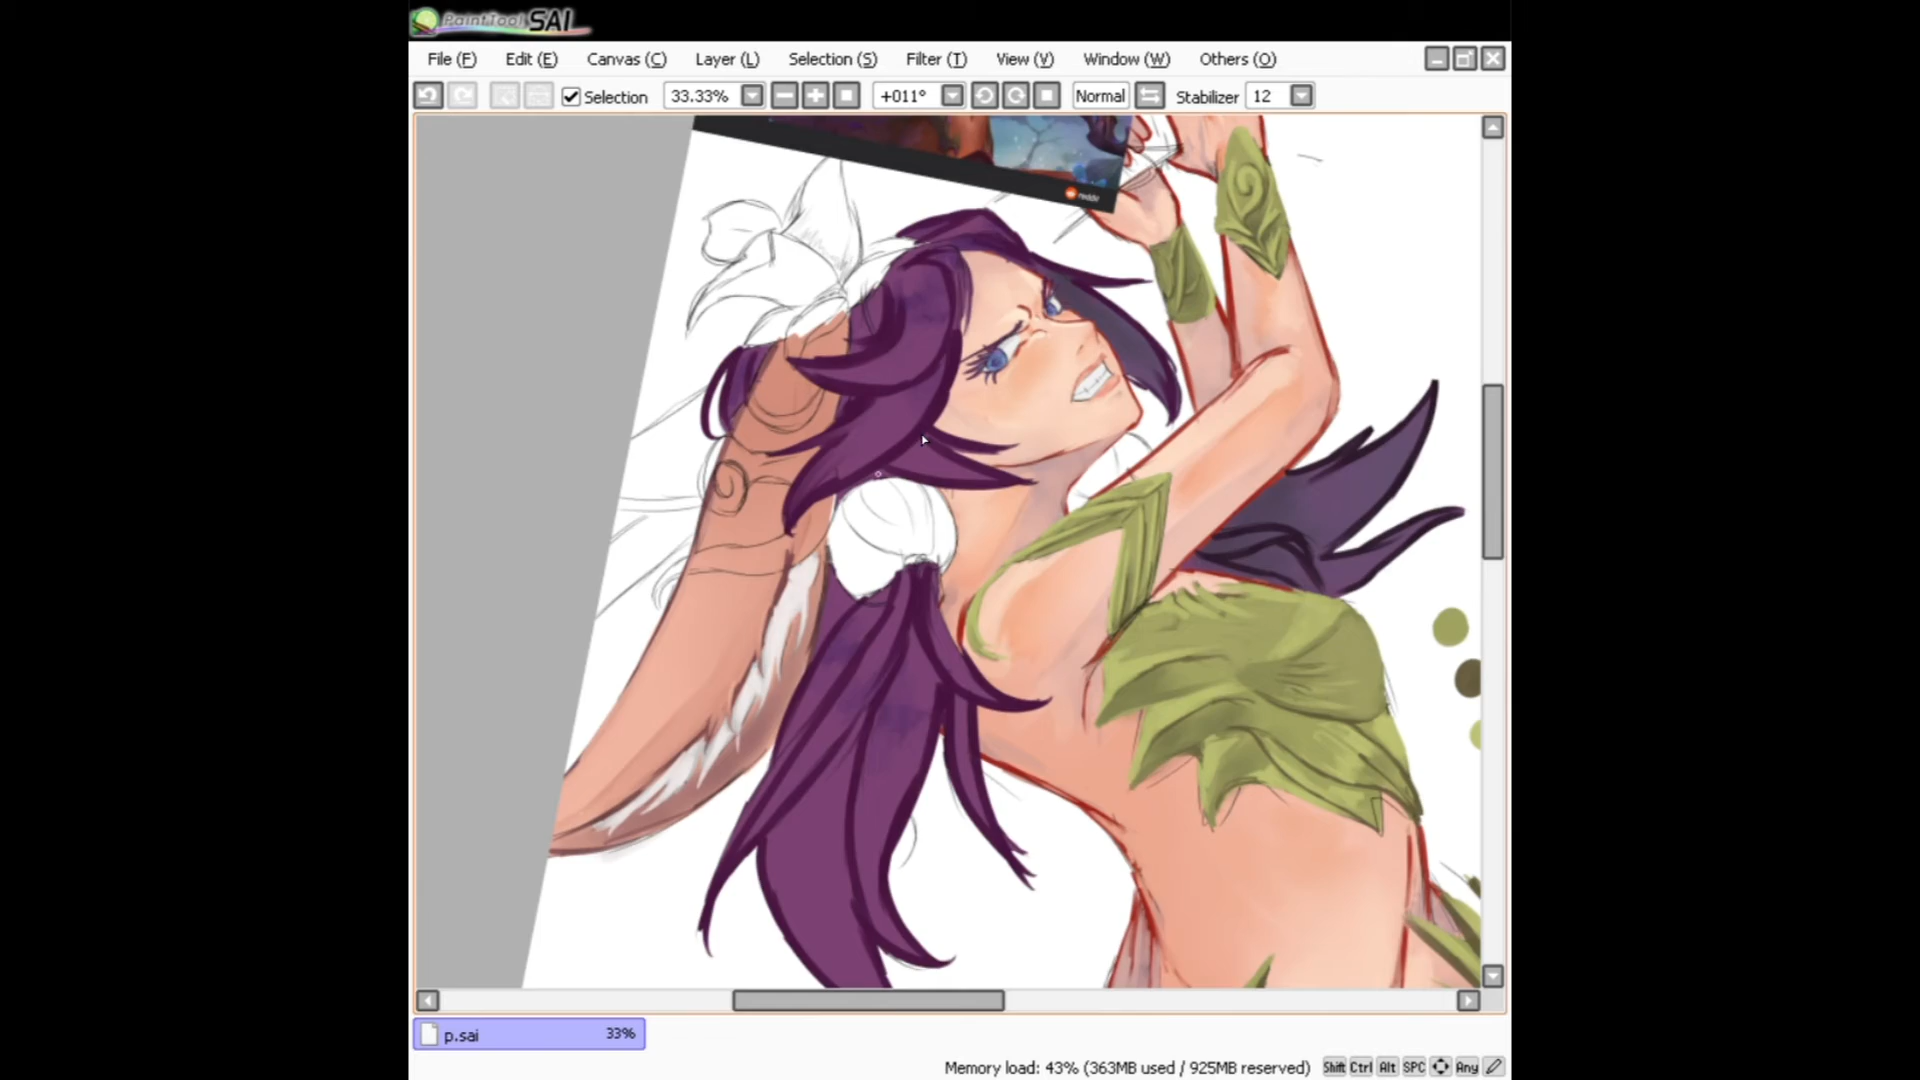 PaintTool SAI
File (F) Edit (E) Canvas (C) Layer (L) Selection (S) Filter (T) View (V) Window (W) Others (O)
Selection 33.33% +011° Normal Stabilizer 12
reddit
p.sai 33%
Memory load: 43% (363MB used / 925MB reserved) Shift Ctrl Alt SPC Any